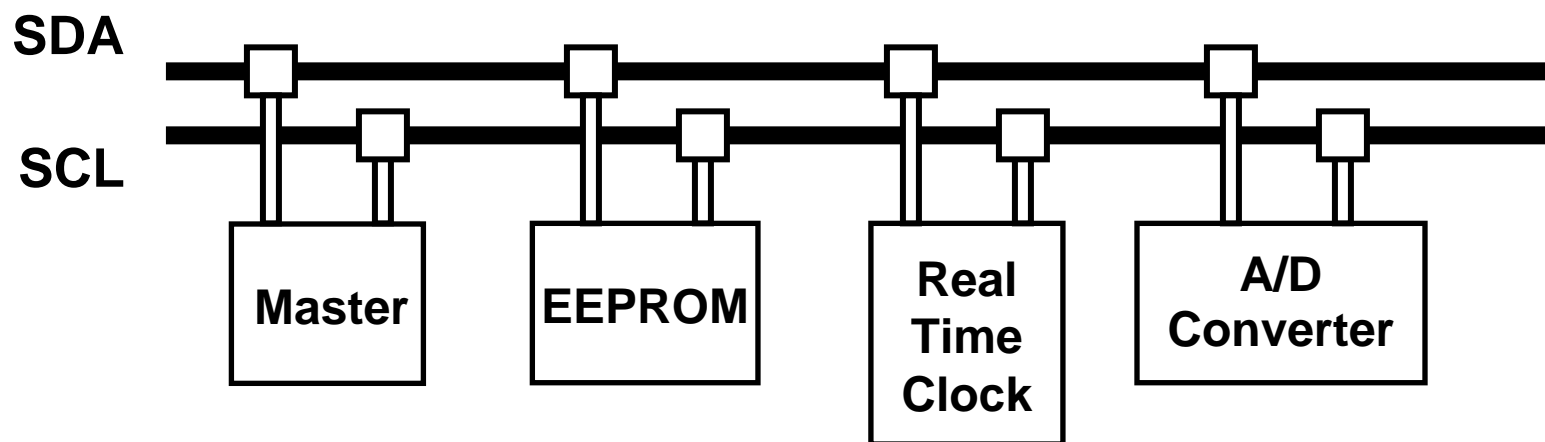 SDA
SCL
Master
EEPROM
Real
Time
Clock
A/D
Converter